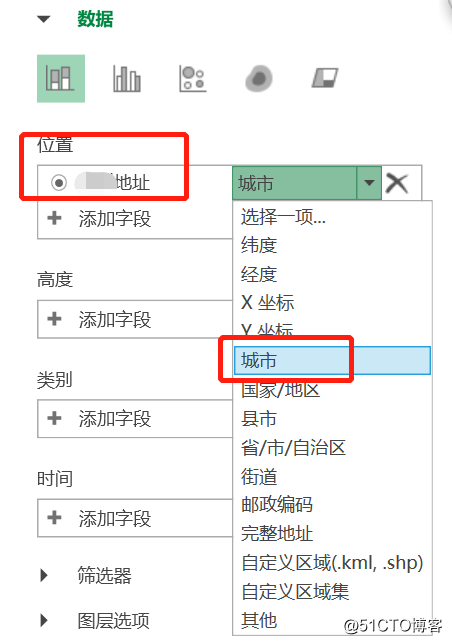 数据
位置
地址
城市
添加字段
选择一项...
纬度
经度
X 坐标
Y 坐标
城市
国家/地区
县市
省/市/自治区
街道
邮政编码
完整地址
自定义区域(.kml, .shp)
自定义区域集
其他
高度
添加字段
类别
添加字段
时间
添加字段
筛选器
图层选项
@51CTO博客